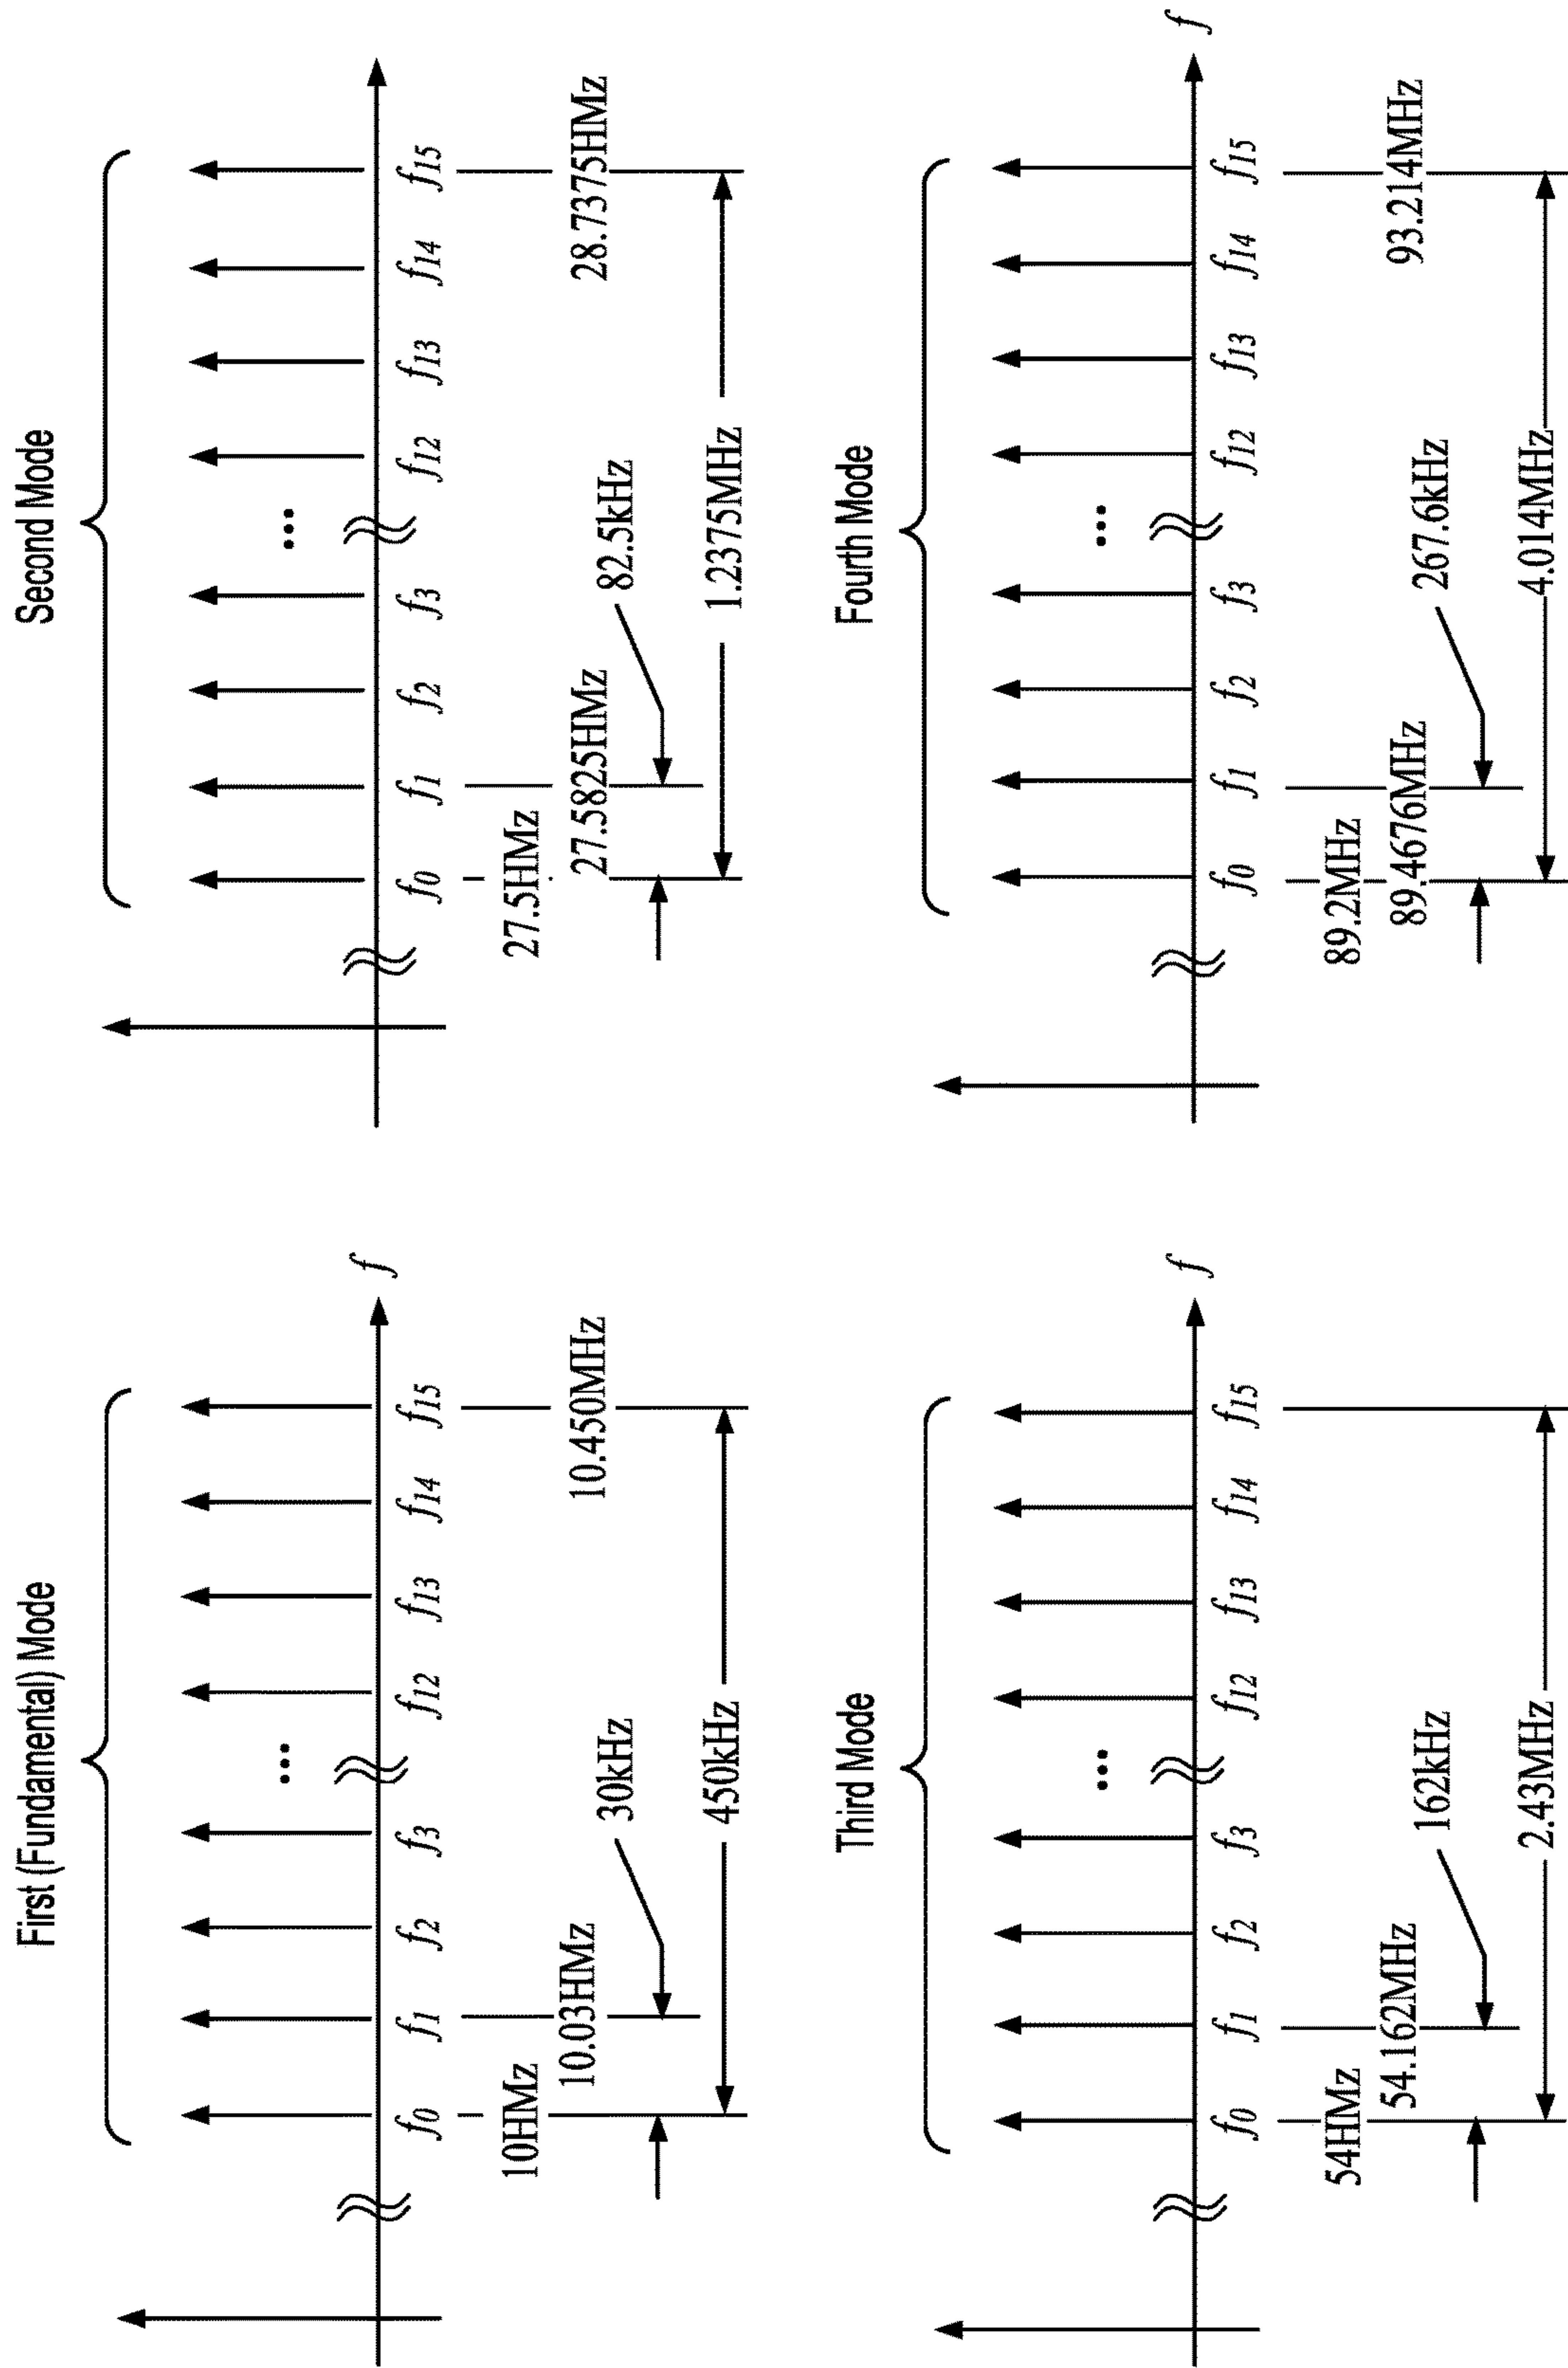 First (Fundamental) Mode
...
f
f0
f1
f2
f3
f12
f13
f14
f15
10HMz
10.03HMz
10.450MHz
30kHz
450kHz
Second Mode
...
f0
f1
f2
f3
f12
f13
f14
f15
27.5HMz
27.5825HMz
28.7375HMz
82.5kHz
1.2375MHz
Third Mode
...
f
f0
f1
f2
f3
f12
f13
f14
f15
54HMz
54.162MHz
162kHz
2.43MHz
Fourth Mode
...
f
f0
f1
f2
f3
f12
f13
f14
f15
89.2MHz
89.4676MHz
93.214MHz
267.6kHz
4.014MHz